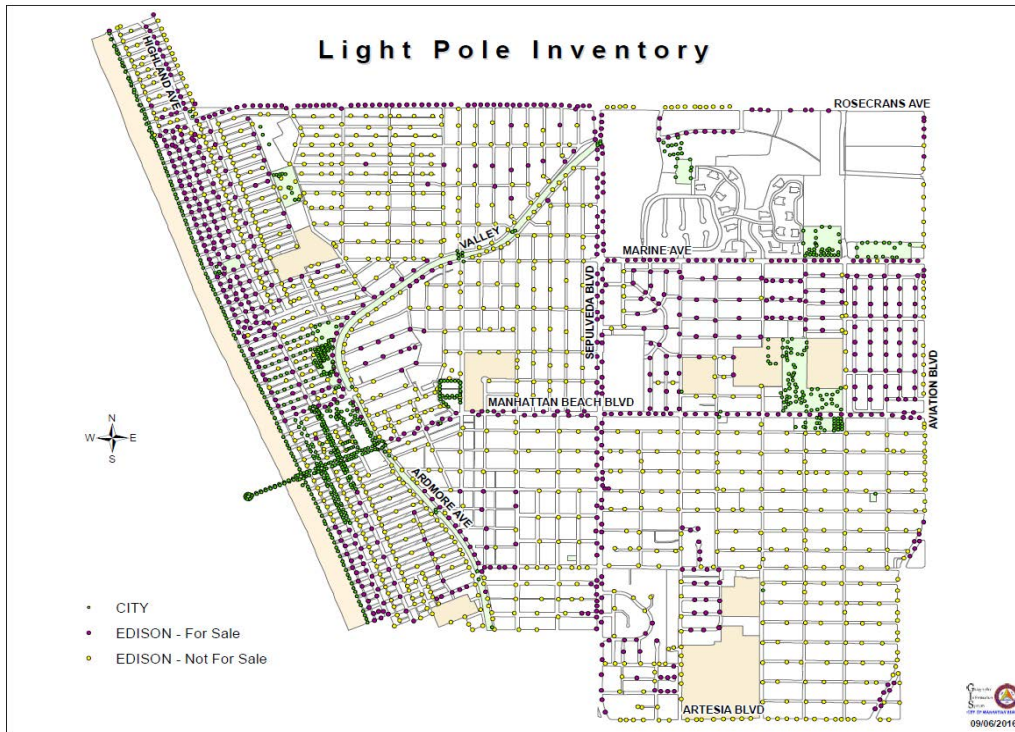 Light Pole Inventory
HIGHLAND AVE
ROSECRANS AVE
VALLEY
MARINE AVE
SEPULVEDA BLVD
MANHATTAN BEACH BLVD
AVIATION BLVD
N
W E
S
ARDMORE AVE
CITY
EDISON - For Sale
EDISON - Not For Sale
ARTESIA BLVD
09/06/2016